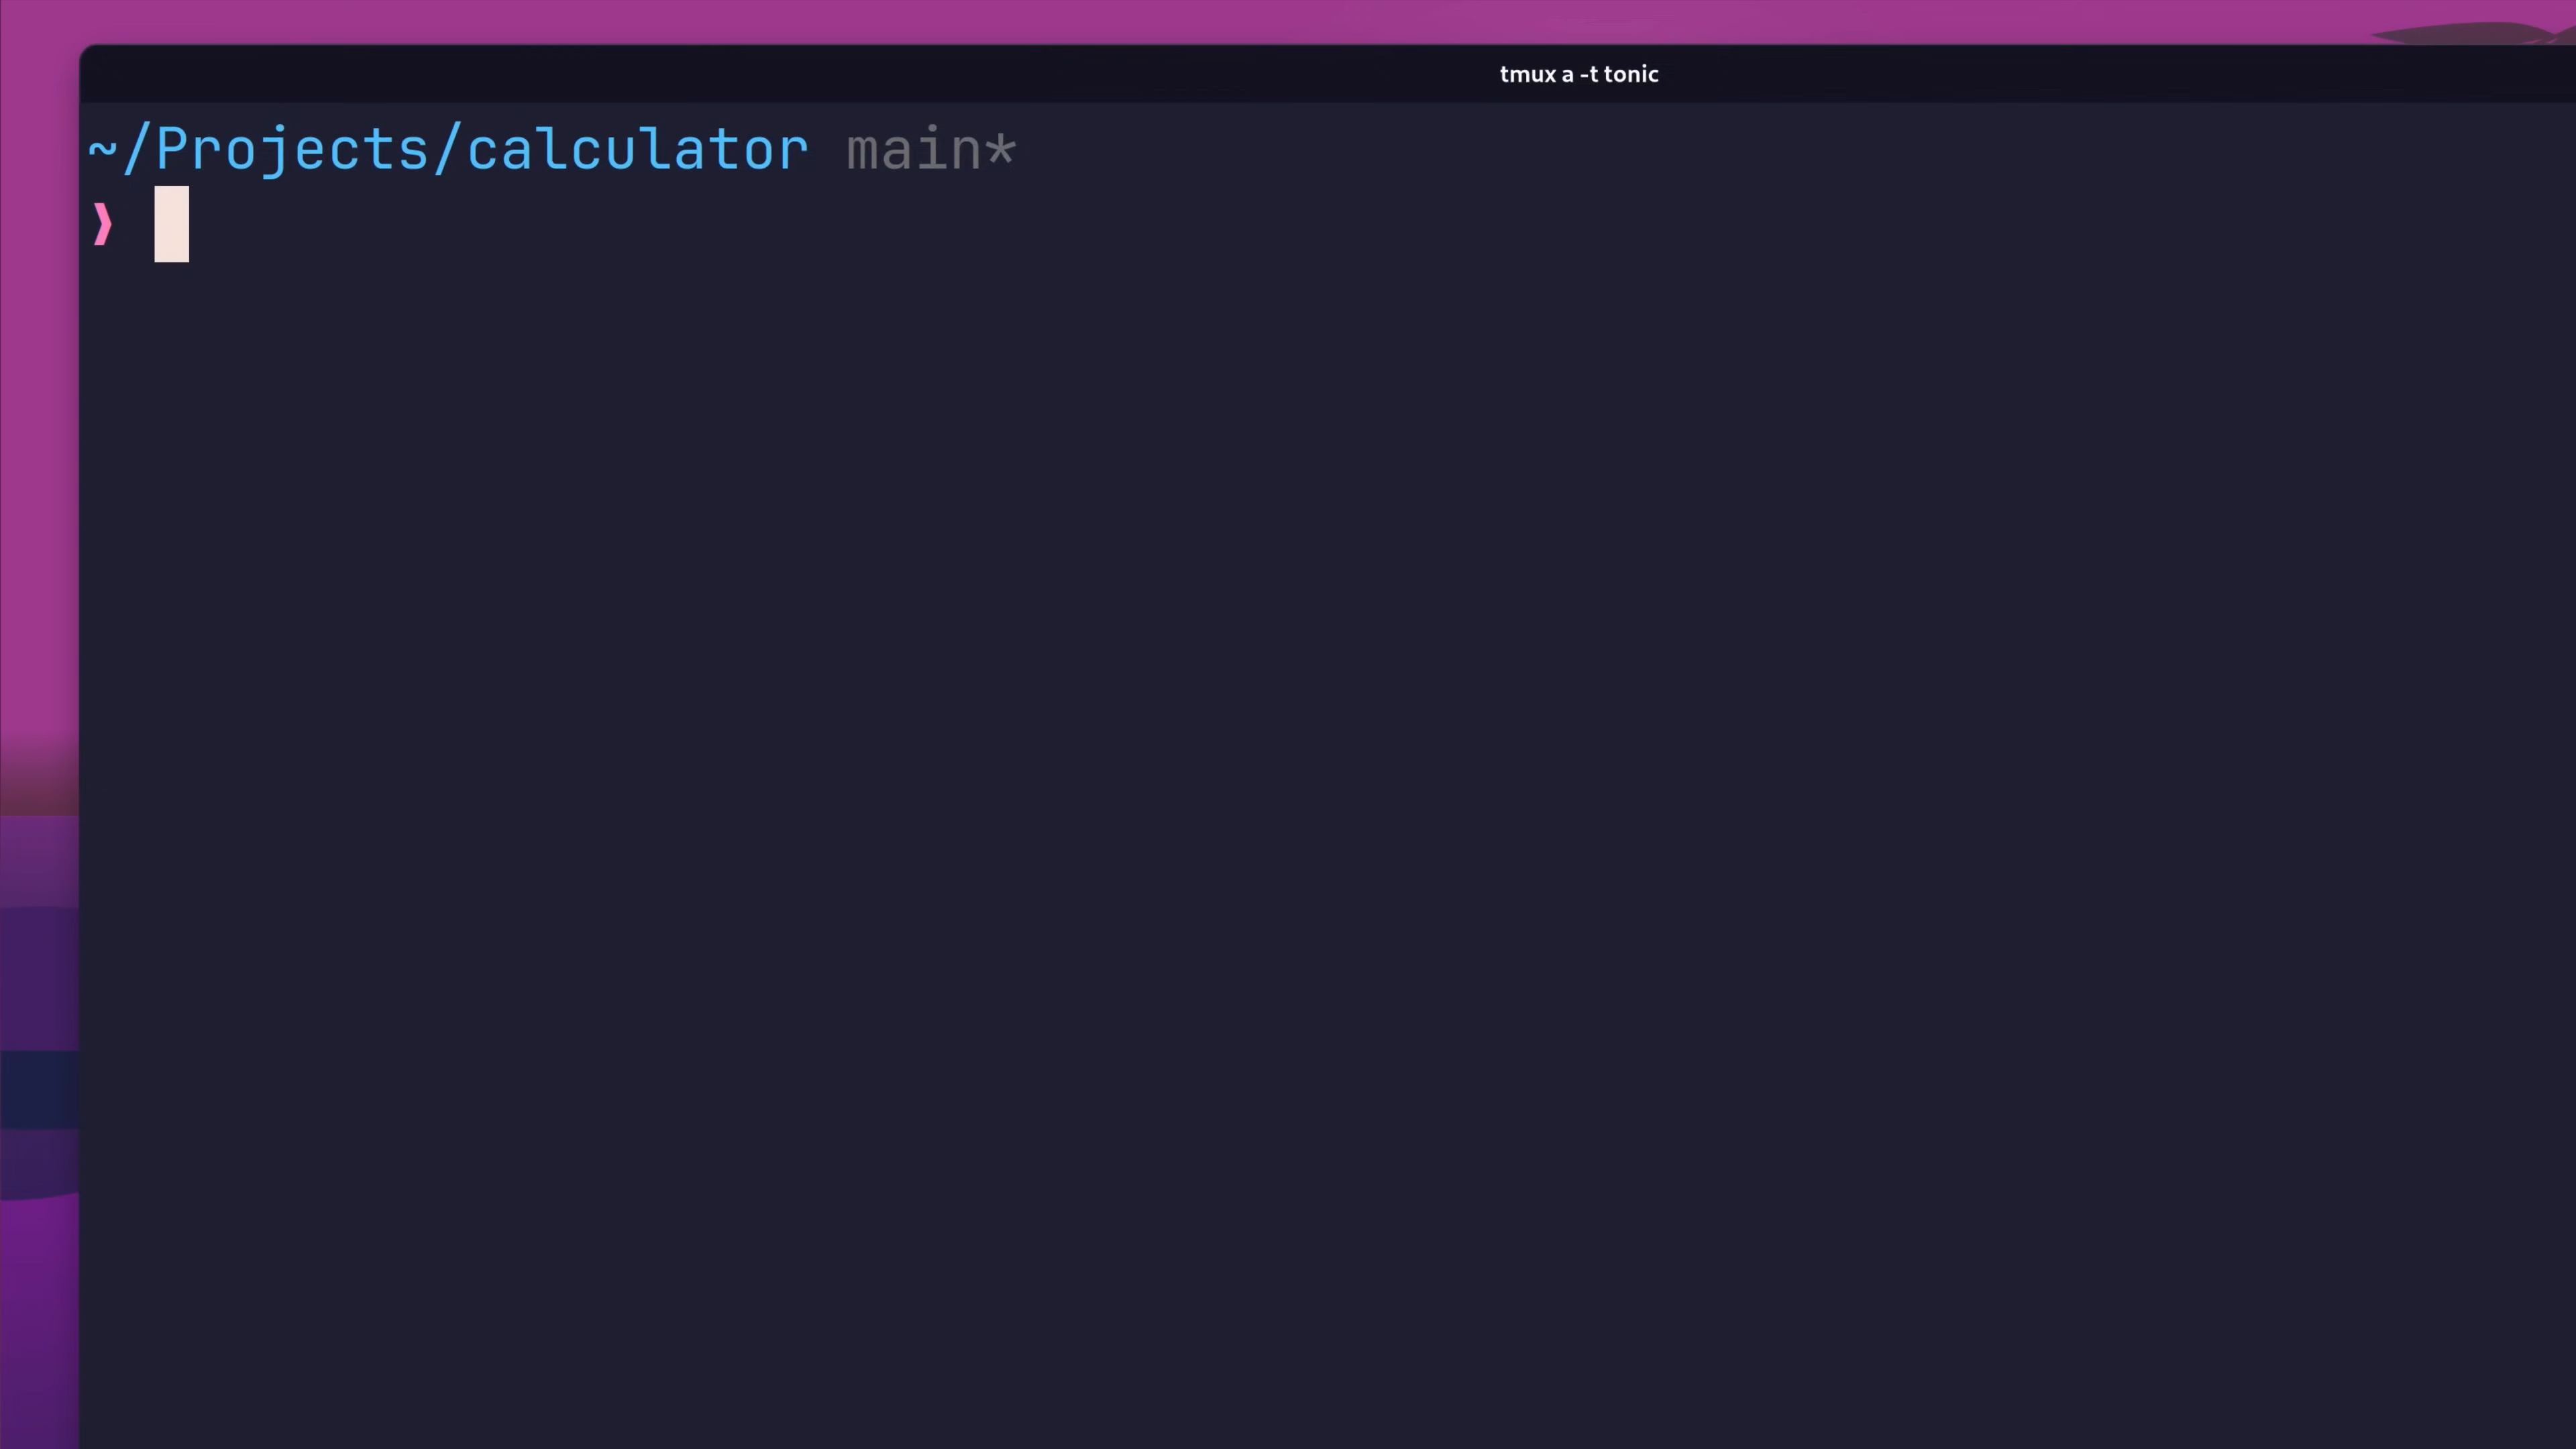 tmux a -t tonic
~/Projects/calculator main*
❯